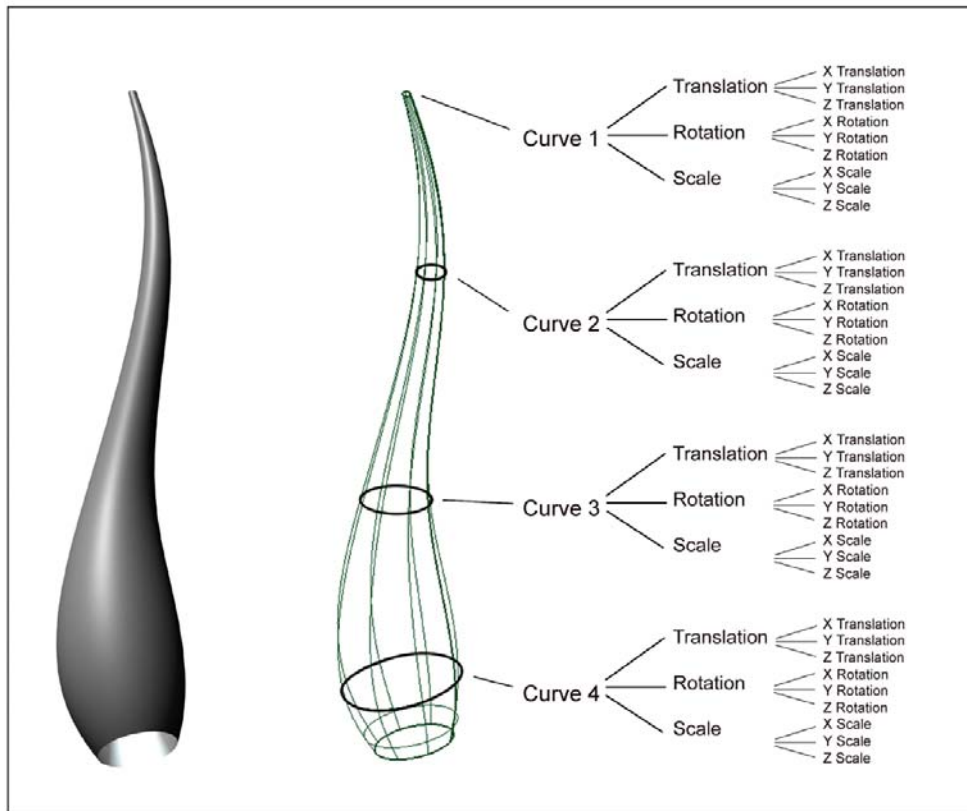 Curve 1
Translation
X Translation
Y Translation
Z Translation
Rotation
X Rotation
Y Rotation
Z Rotation
Scale
X Scale
Y Scale
Z Scale
Curve 2
Translation
X Translation
Y Translation
Z Translation
Rotation
X Rotation
Y Rotation
Z Rotation
Scale
X Scale
Y Scale
Z Scale
Curve 3
Translation
X Translation
Y Translation
Z Translation
Rotation
X Rotation
Y Rotation
Z Rotation
Scale
X Scale
Y Scale
Z Scale
Curve 4
Translation
X Translation
Y Translation
Z Translation
Rotation
X Rotation
Y Rotation
Z Rotation
Scale
X Scale
Y Scale
Z Scale